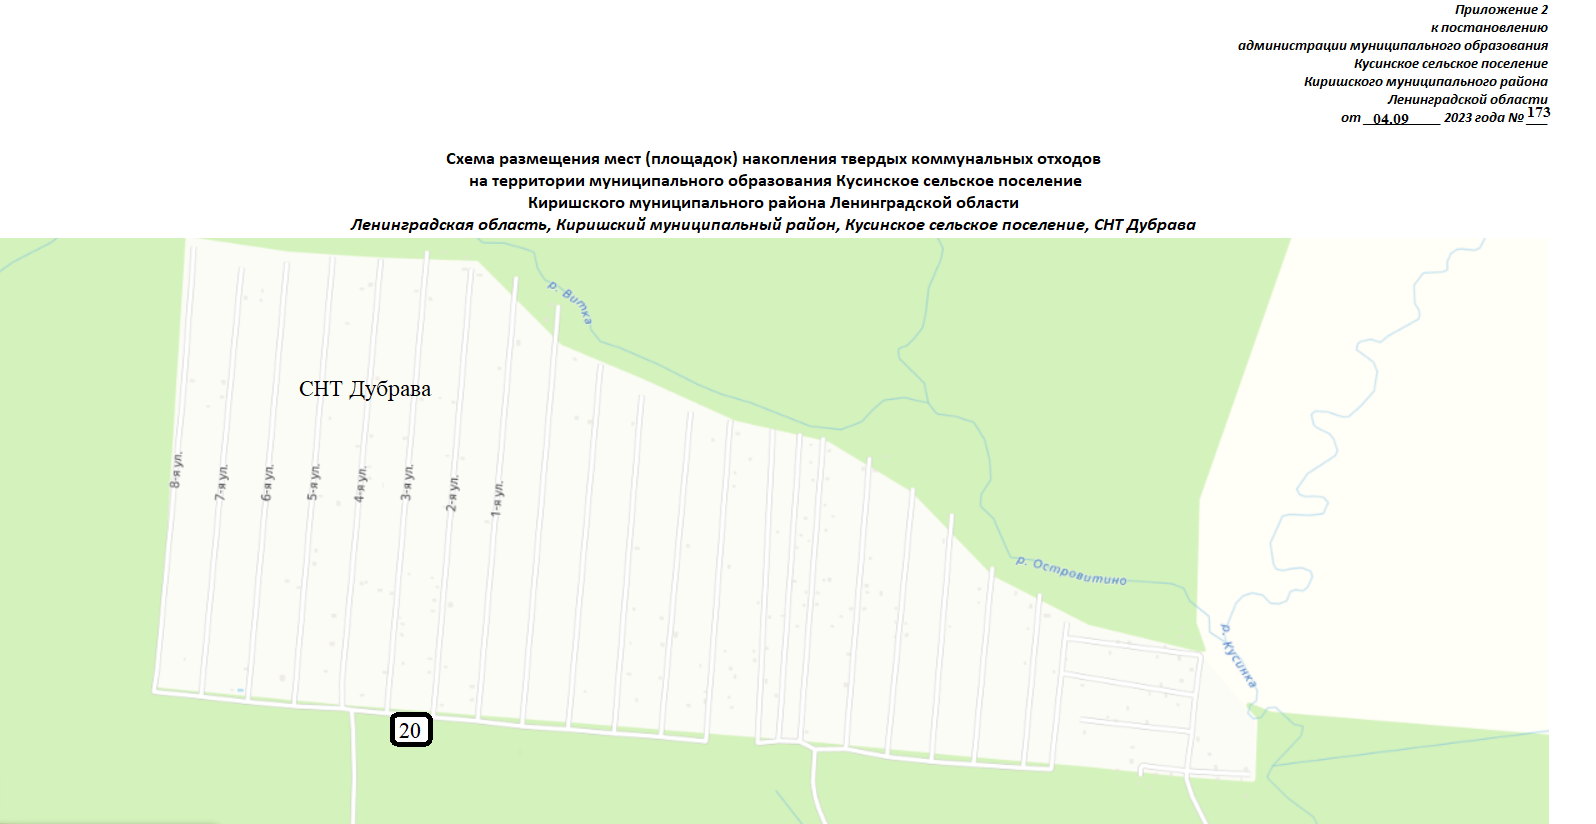 Приложение 2
к постановлению
администрации муниципального образования
Кусинское сельское поселение
Киришского муниципального района
Ленинградской области
от 04.09 2023 года № 173
Схема размещения мест (площадок) накопления твердых коммунальных отходов
на территории муниципального образования Кусинское сельское поселение
Киришского муниципального района Ленинградской области
Ленинградская область, Киришский муниципальный район, Кусинское сельское поселение, СНТ Дубрава
р. Витка
СНТ Дубрава
8-я ул.
7-я ул.
6-я ул.
5-я ул.
4-я ул.
3-я ул.
2-я ул.
1-я ул.
р. Островитино
р. Кусинка
20